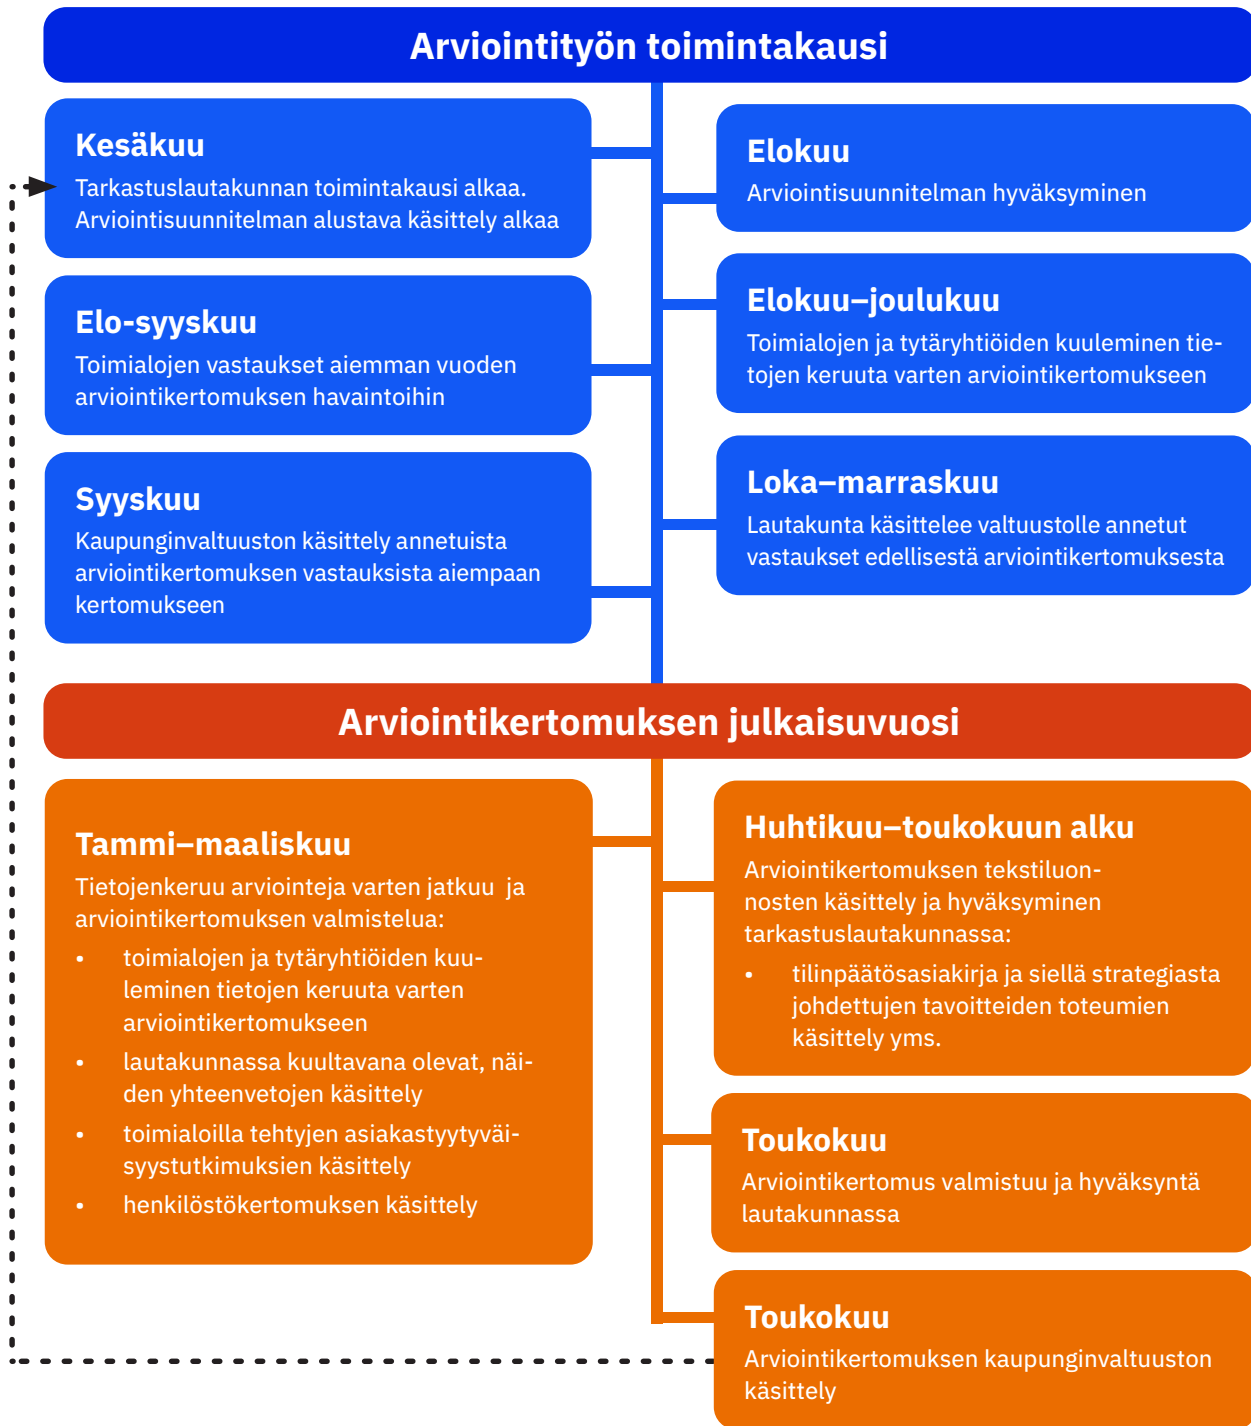 Arviointityön toimintakausi
Kesäkuu
Tarkastuslautakunnan toimintakausi alkaa.
Arviointisuunnitelman alustava käsittely alkaa
Elokuu
Arviointisuunnitelman hyväksyminen
Elo-syyskuu
Toimialojen vastaukset aiemman vuoden
arviointikertomuksen havaintoihin
Elokuu–joulukuu
Toimialojen ja tytäryhtiöiden kuuleminen tie-
tojen keruuta varten arviointikertomukseen
Syyskuu
Kaupunginvaltuuston käsittely annetuista
arviointikertomuksen vastauksista aiempaan
kertomukseen
Loka–marraskuu
Lautakunta käsittelee valtuustolle annetut
vastaukset edellisestä arviointikertomuksesta
Arviointikertomuksen julkaisuvuosi
Tammi–maaliskuu
Tietojenkeruu arviointeja varten jatkuu ja
arviointikertomuksen valmistelua:
• toimialojen ja tytäryhtiöiden kuu-
leminen tietojen keruuta varten
arviointikertomukseen
• lautakunnassa kuultavana olevat, näi-
den yhteenvetojen käsittely
• toimialoilla tehtyjen asiakastyytyväi-
syystutkimuksien käsittely
• henkilöstökertomuksen käsittely
Huhtikuu–toukokuun alku
Arviointikertomuksen tekstiluon-
nosten käsittely ja hyväksyminen
tarkastuslautakunnassa:
• tilinpäätösasiakirja ja siellä strategiasta
johdettujen tavoitteiden toteumien
käsittely yms.
Toukokuu
Arviointikertomus valmistuu ja hyväksyntä
lautakunnassa
Toukokuu
Arviointikertomuksen kaupunginvaltuuston
käsittely